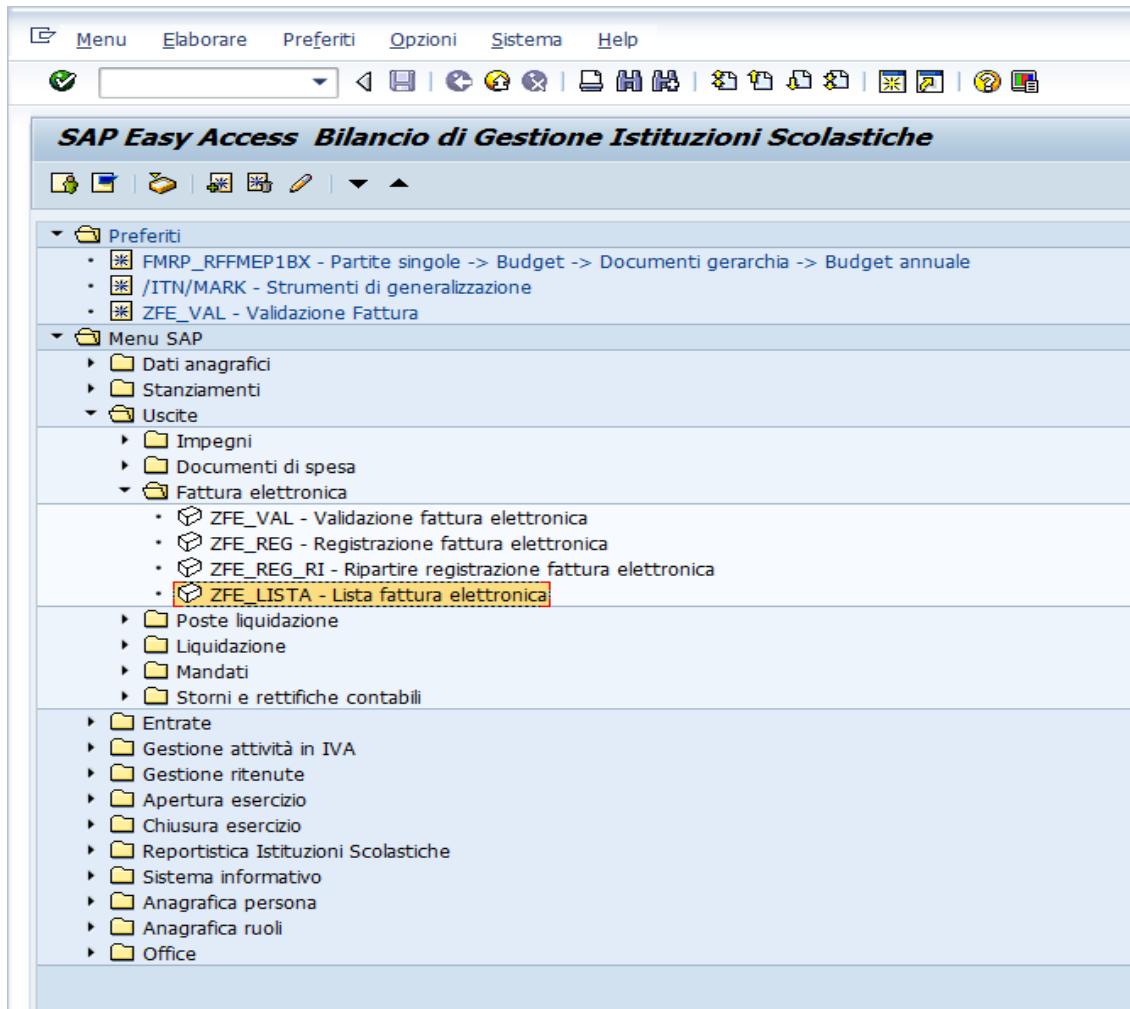 Menu Elaborare Preferiti Opzioni Sistema Help
SAP Easy Access Bilancio di Gestione Istituzioni Scolastiche
Preferiti
FMRP_RFFMEP1BX - Partite singole -> Budget -> Documenti gerarchia -> Budget annuale
/ITN/MARK - Strumenti di generalizzazione
ZFE_VAL - Validazione Fattura
Menu SAP
Dati anagrafici
Stanziamenti
Uscite
Impegni
Documenti di spesa
Fattura elettronica
ZFE_VAL - Validazione fattura elettronica
ZFE_REG - Registrazione fattura elettronica
ZFE_REG_RI - Ripartire registrazione fattura elettronica
ZFE_LISTA - Lista fattura elettronica
Poste liquidazione
Liquidazione
Mandati
Storni e rettifiche contabili
Entrate
Gestione attività in IVA
Gestione ritenute
Apertura esercizio
Chiusura esercizio
Reportistica Istituzioni Scolastiche
Sistema informativo
Anagrafica persona
Anagrafica ruoli
Office